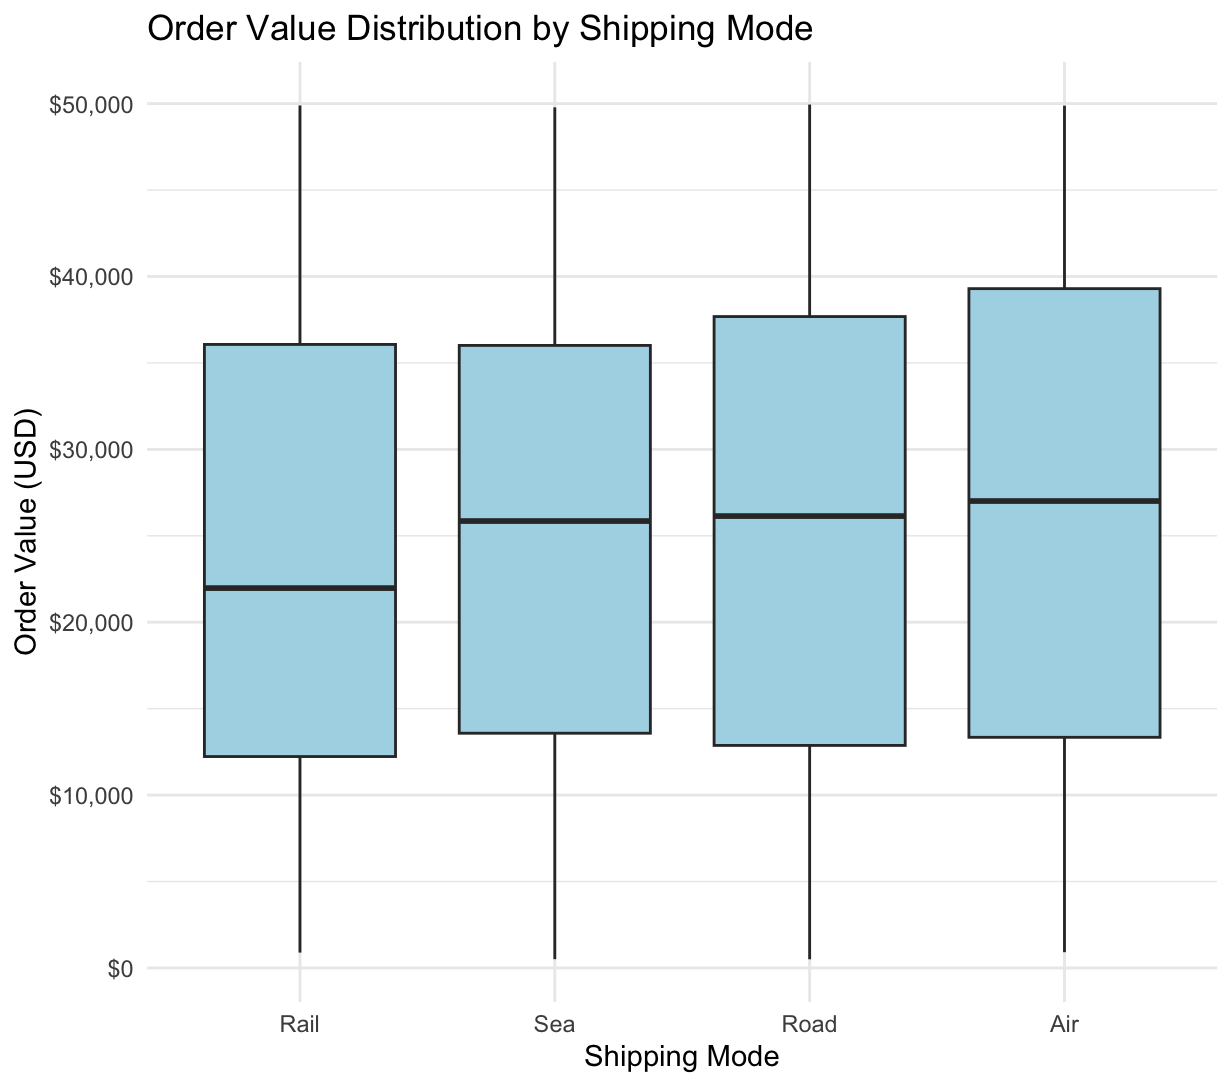 Order Value Distribution by Shipping Mode
Order Value (USD)
$50,000
$40,000
$30,000
$20,000
$10,000
$0
Rail Sea Road Air
Shipping Mode